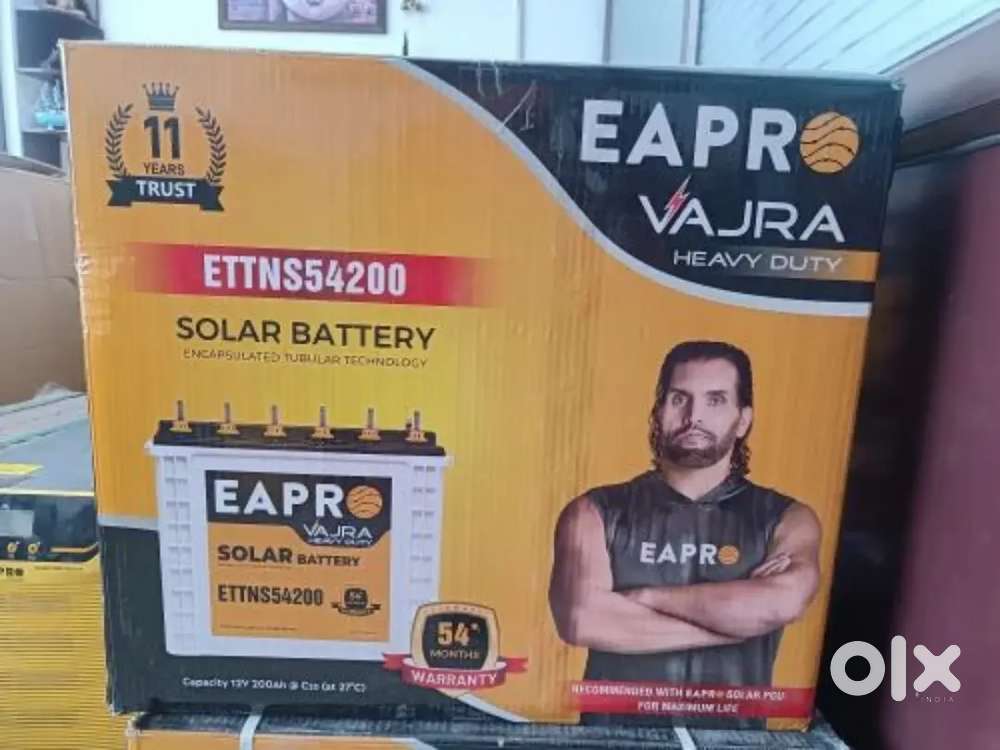 11
YEARS
TRUST
EAPRO
VAJRA
HEAVY DUTY
ETTNS54200
SOLAR BATTERY
ENCAPSULATED TUBULAR TECHNOLOGY
EAPRO
VAJRA
HEAVY DUTY
SOLAR BATTERY
ETTNS54200
54*
MONTHS
WARRANTY
Capacity 12V 200Ah @ C20 (at 27°C)
EAPRO
RECOMMENDED WITH EAPRO SOLAR PCU
FOR MAXIMUM LIFE
olx
INDIA